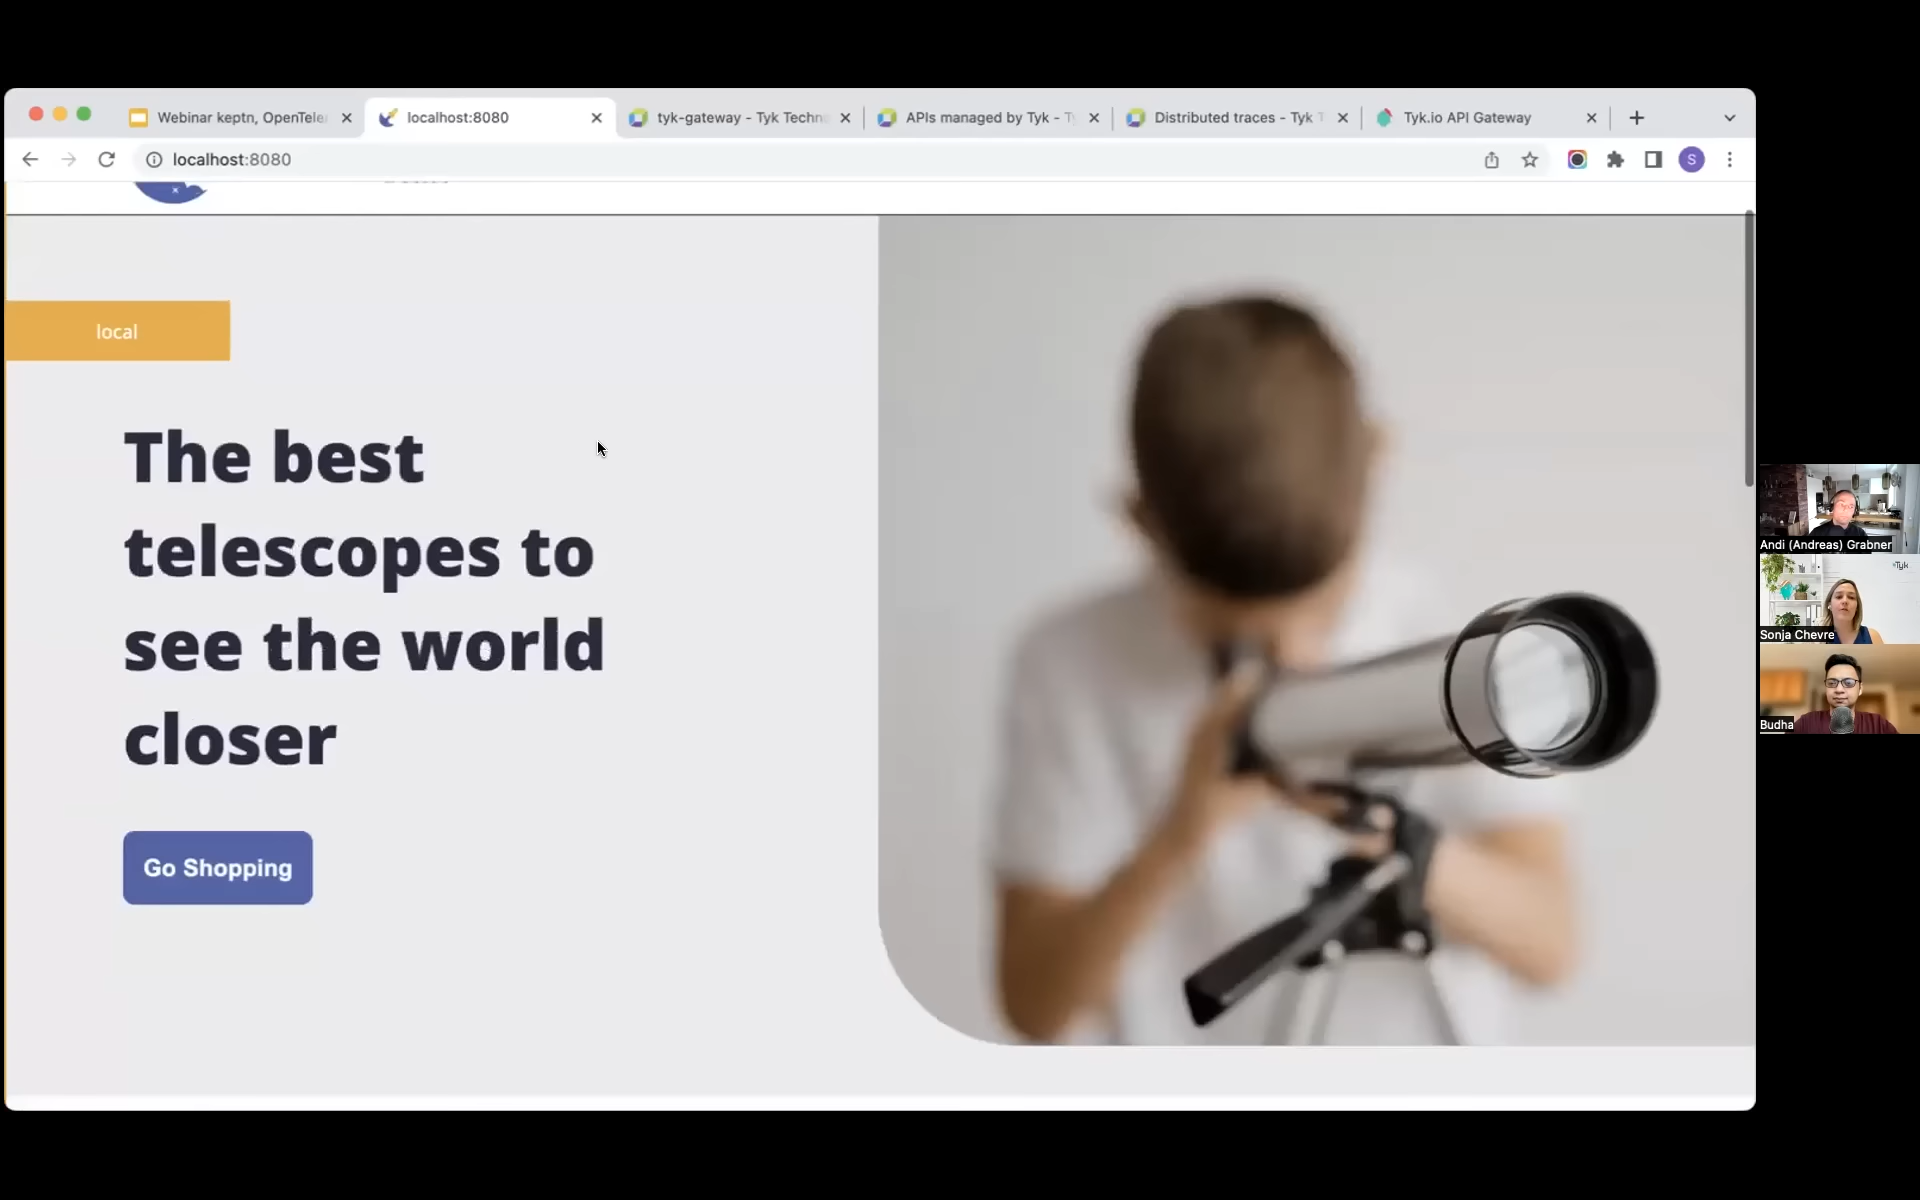 Webinar keptn, OpenTele
localhost:8080
tyk-gateway - Tyk Techn
APIs managed by Tyk - T
Distributed traces - Tyk T
Tyk.io API Gateway
localhost:8080
S
local
The best
telescopes to
see the world
closer
Go Shopping
Andi (Andreas) Grabner
Tyk
Sonja Chevre
Budha